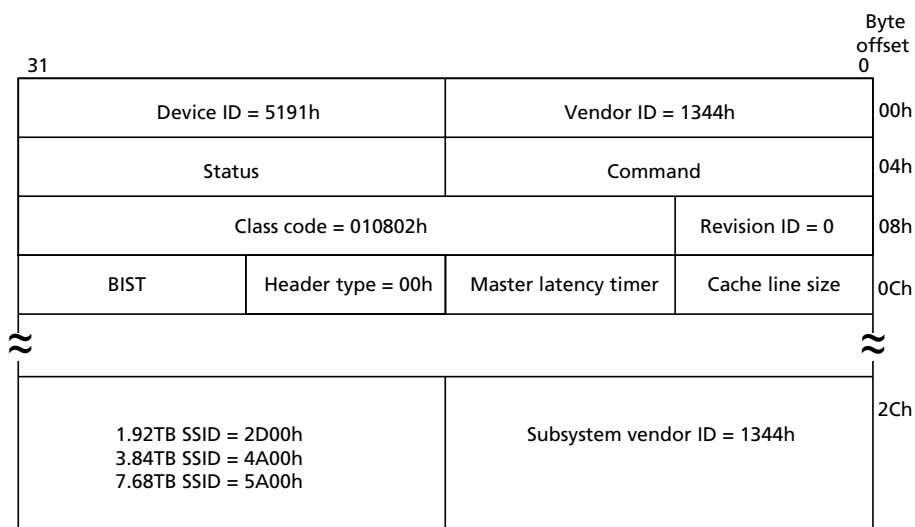 Byte
offset
31
0
Device ID = 5191h
Vendor ID = 1344h
00h
Status
Command
04h
Class code = 010802h
Revision ID = 0
08h
BIST
Header type = 00h
Master latency timer
Cache line size
0Ch
≈
≈
2Ch
1.92TB SSID = 2D00h
3.84TB SSID = 4A00h
7.68TB SSID = 5A00h
Subsystem vendor ID = 1344h